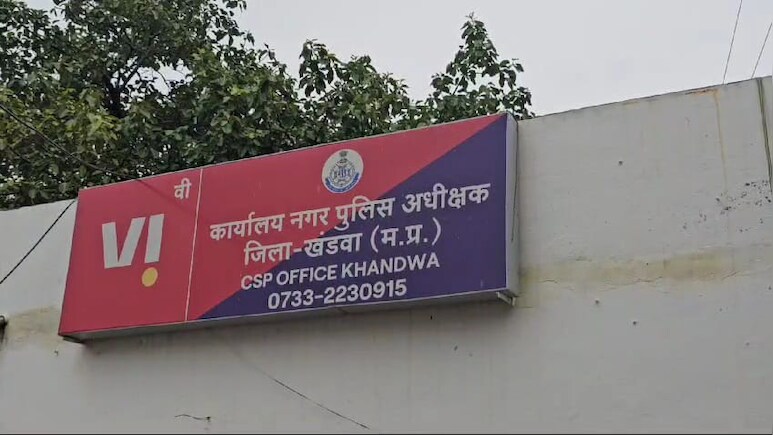 वी
VI
कार्यालय नगर पुलिस अधीक्षक
जिला-खंडवा (म.प्र.)
CSP OFFICE KHANDWA
0733-2230915